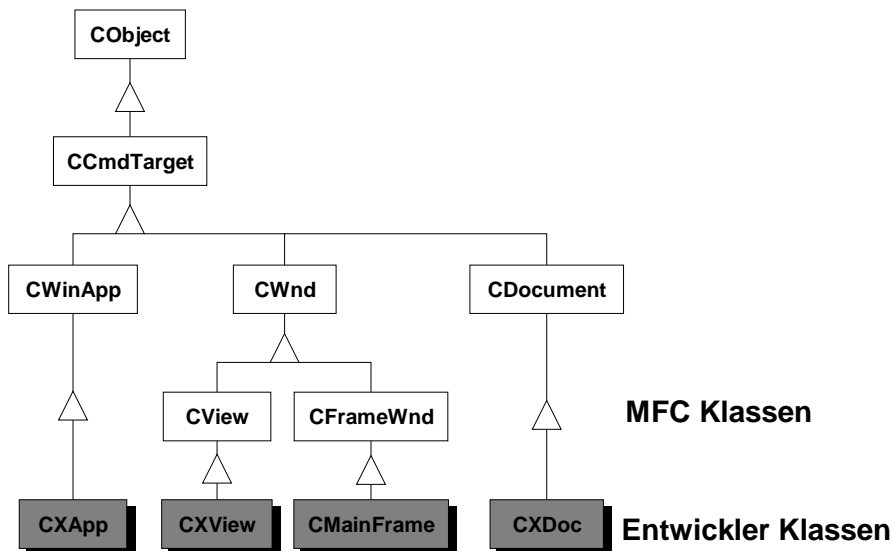 CObject
CCmdTarget
CWinApp
CWnd
CDocument
CView
CFrameWnd
MFC Klassen
CXApp
CXView
CMainFrame
CXDoc
Entwickler Klassen